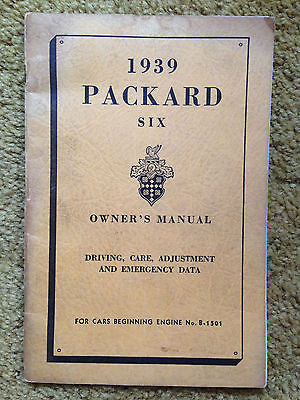 1939
PACKARD
SIX
OWNER'S MANUAL
DRIVING, CARE, ADJUSTMENT
AND EMERGENCY DATA
FOR CARS BEGINNING ENGINE No. B-1501